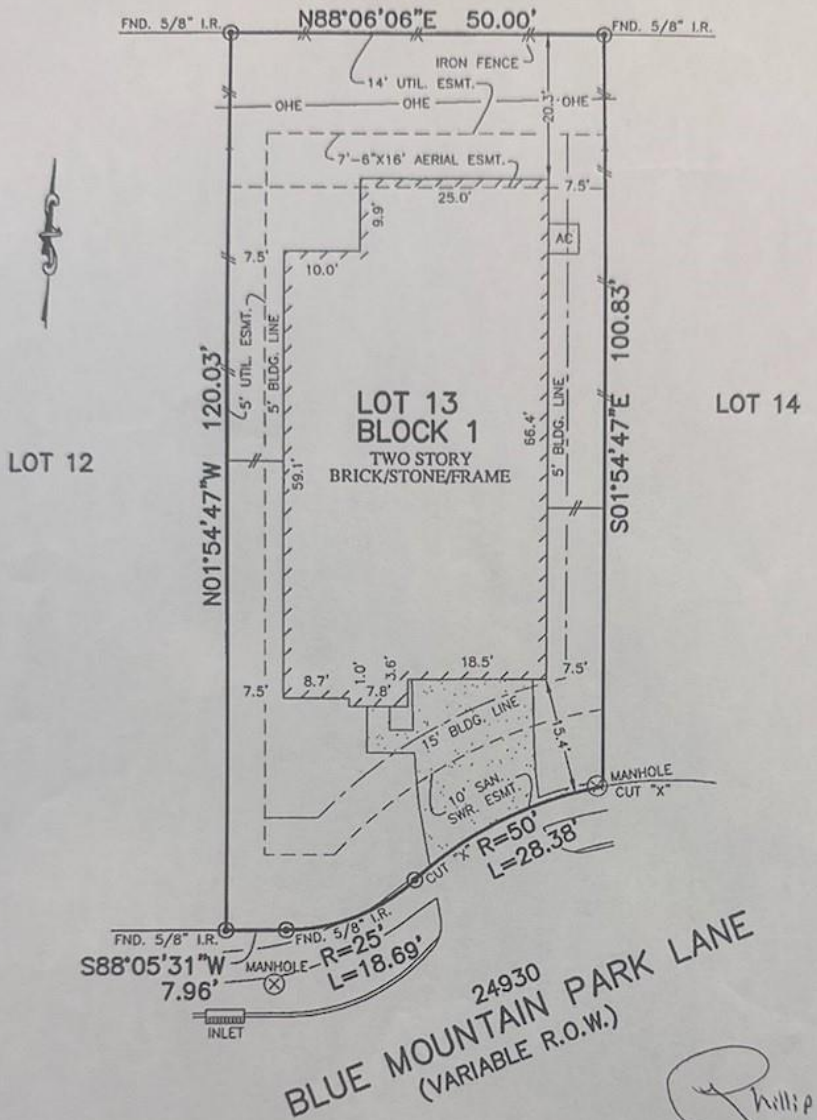 N88°06'06"E 50.00'
FND. 5/8" I.R.
FND. 5/8" I.R.
IRON FENCE
14' UTIL. ESMT.
OHE
OHE
OHE
20.3'
7'-6"X16' AERIAL ESMT.
25.0'
7.5'
9.9'
AC
7.5'
10.0'
5' UTIL. ESMT.
5' BLDG. LINE
N01°54'47"W 120.03'
S01°54'47"E 100.83'
LOT 13
BLOCK 1
TWO STORY
BRICK/STONE/FRAME
LOT 14
LOT 12
59.1'
66.4'
5' BLDG. LINE
7.5'
8.7'
1.0'
7.8'
3.6'
18.5'
7.5'
15' BLDG. LINE
15.4'
10' SAN.
SWR. ESMT.
MANHOLE
CUT "X"
CUT "X"
R=50'
L=28.38'
FND. 5/8" I.R.
FND. 5/8" I.R.
S88°05'31"W
7.96'
MANHOLE
R=25'
L=18.69'
INLET
24930
BLUE MOUNTAIN PARK LANE
(VARIABLE R.O.W.)
Phillip